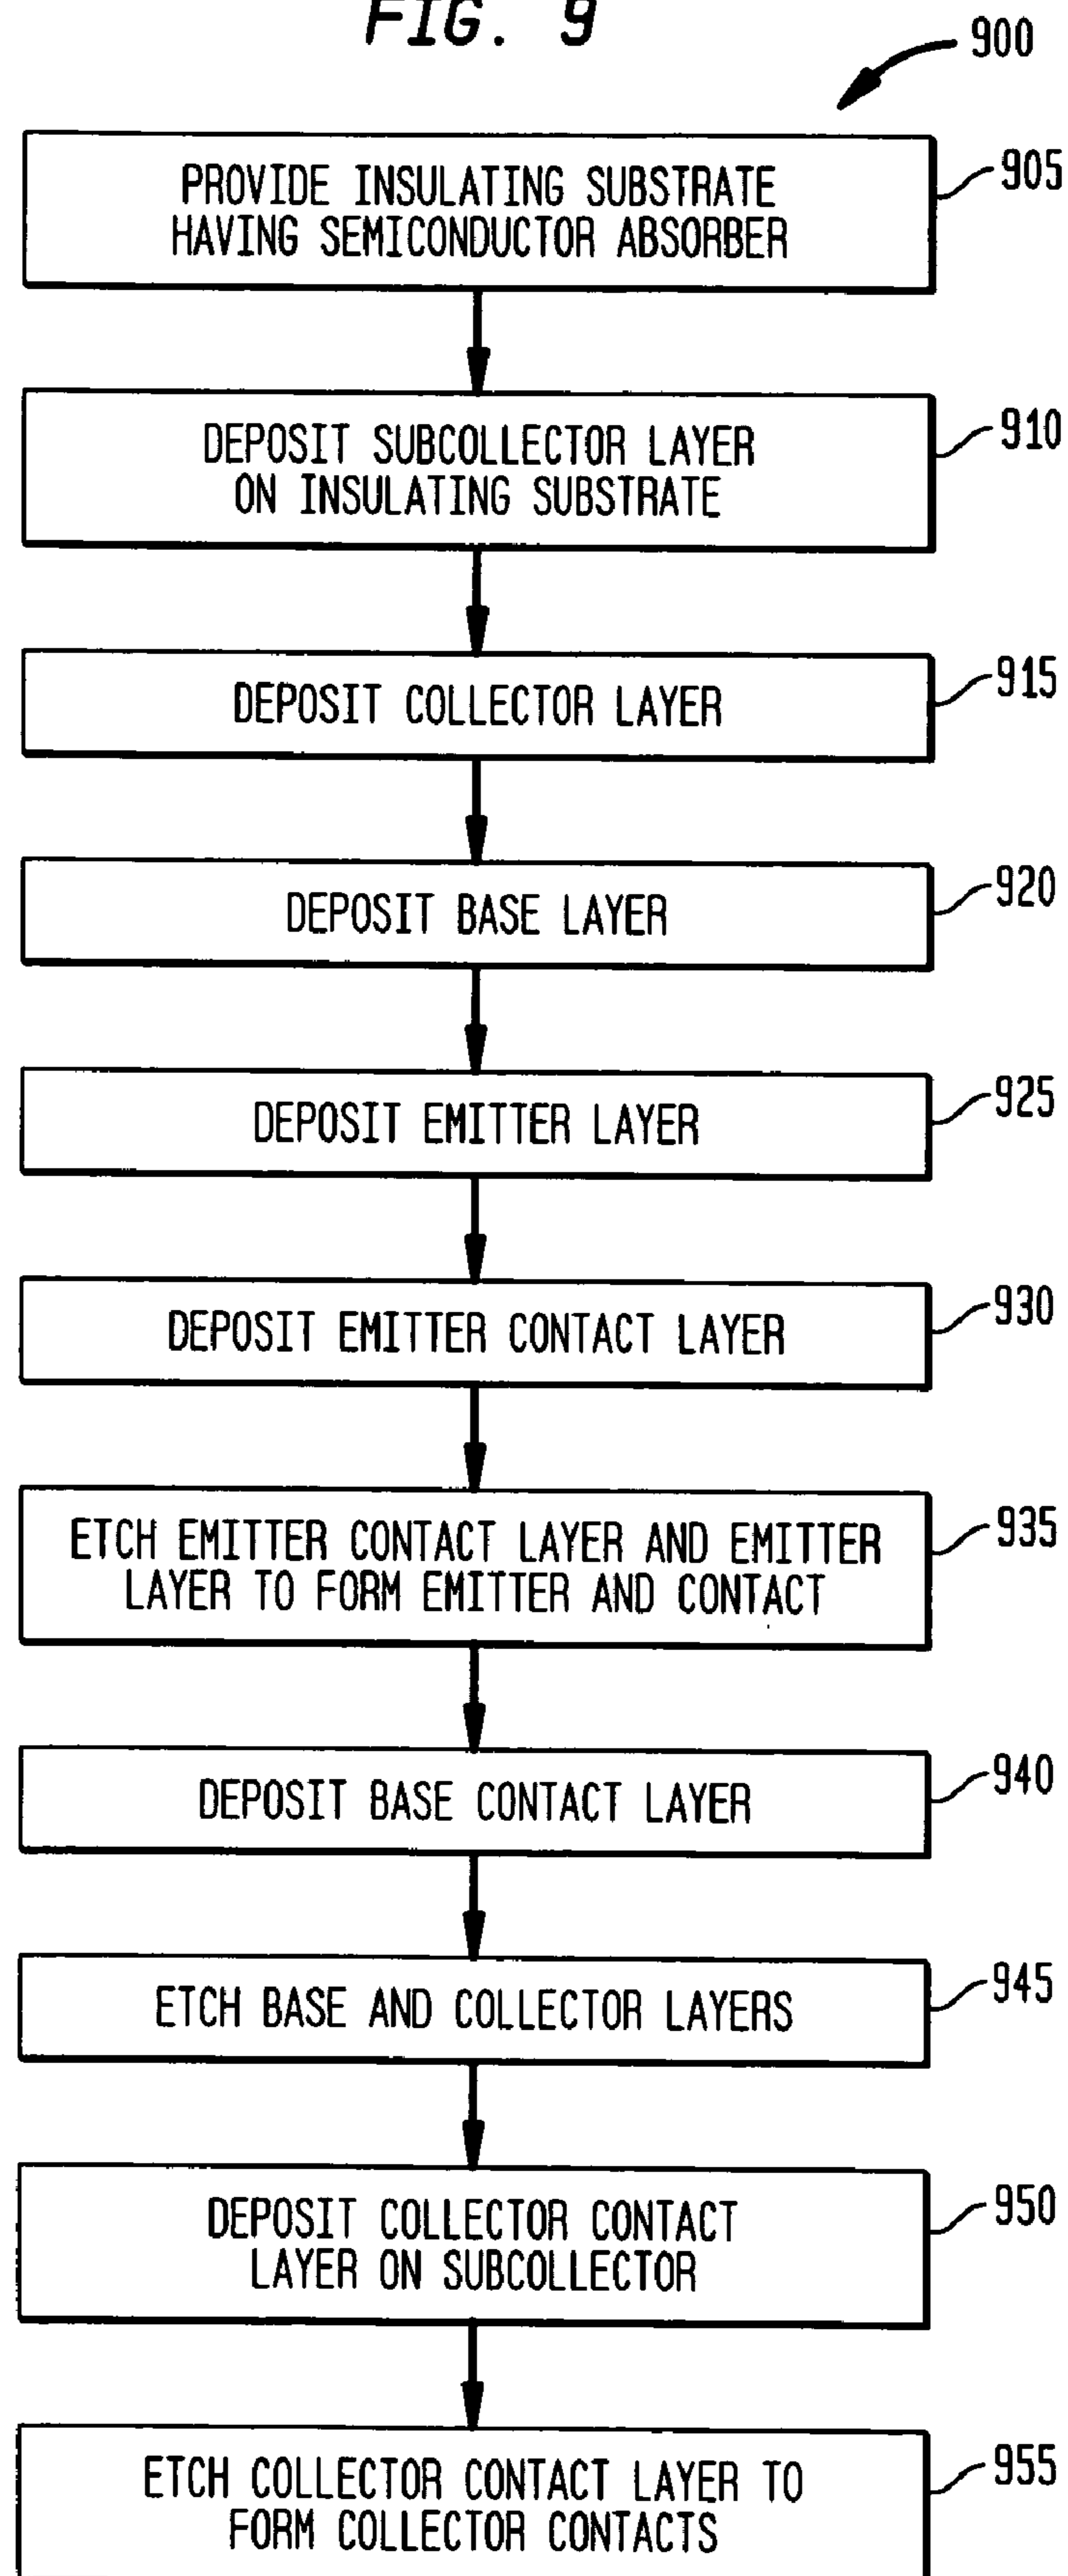 FIG. 9
900
PROVIDE INSULATING SUBSTRATE
HAVING SEMICONDUCTOR ABSORBER
905
DEPOSIT SUBCOLLECTOR LAYER
ON INSULATING SUBSTRATE
910
DEPOSIT COLLECTOR LAYER
915
DEPOSIT BASE LAYER
920
DEPOSIT EMITTER LAYER
925
DEPOSIT EMITTER CONTACT LAYER
930
ETCH EMITTER CONTACT LAYER AND EMITTER
LAYER TO FORM EMITTER AND CONTACT
935
DEPOSIT BASE CONTACT LAYER
940
ETCH BASE AND COLLECTOR LAYERS
945
DEPOSIT COLLECTOR CONTACT
LAYER ON SUBCOLLECTOR
950
ETCH COLLECTOR CONTACT LAYER TO
FORM COLLECTOR CONTACTS
955